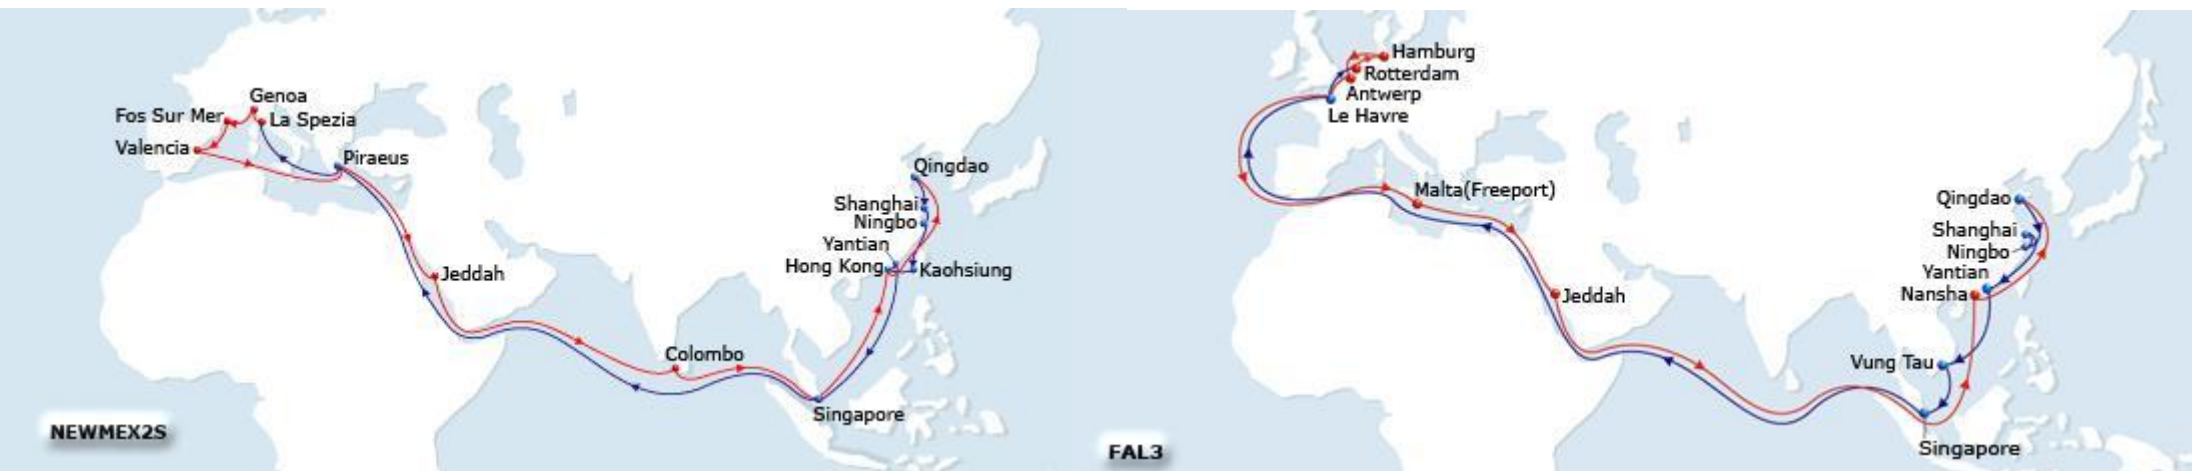 Genoa
Fos Sur Mer
La Spezia
Valencia
Piraeus
Qingdao
Shanghai
Ningbo
Yantian
Hong Kong
Kaohsiung
Jeddah
Colombo
Singapore
NEWMEX2S
Hamburg
Rotterdam
Antwerp
Le Havre
Malta(Freeport)
Qingdao
Shanghai
Ningbo
Yantian
Nansha
Jeddah
Vung Tau
Singapore
FAL3